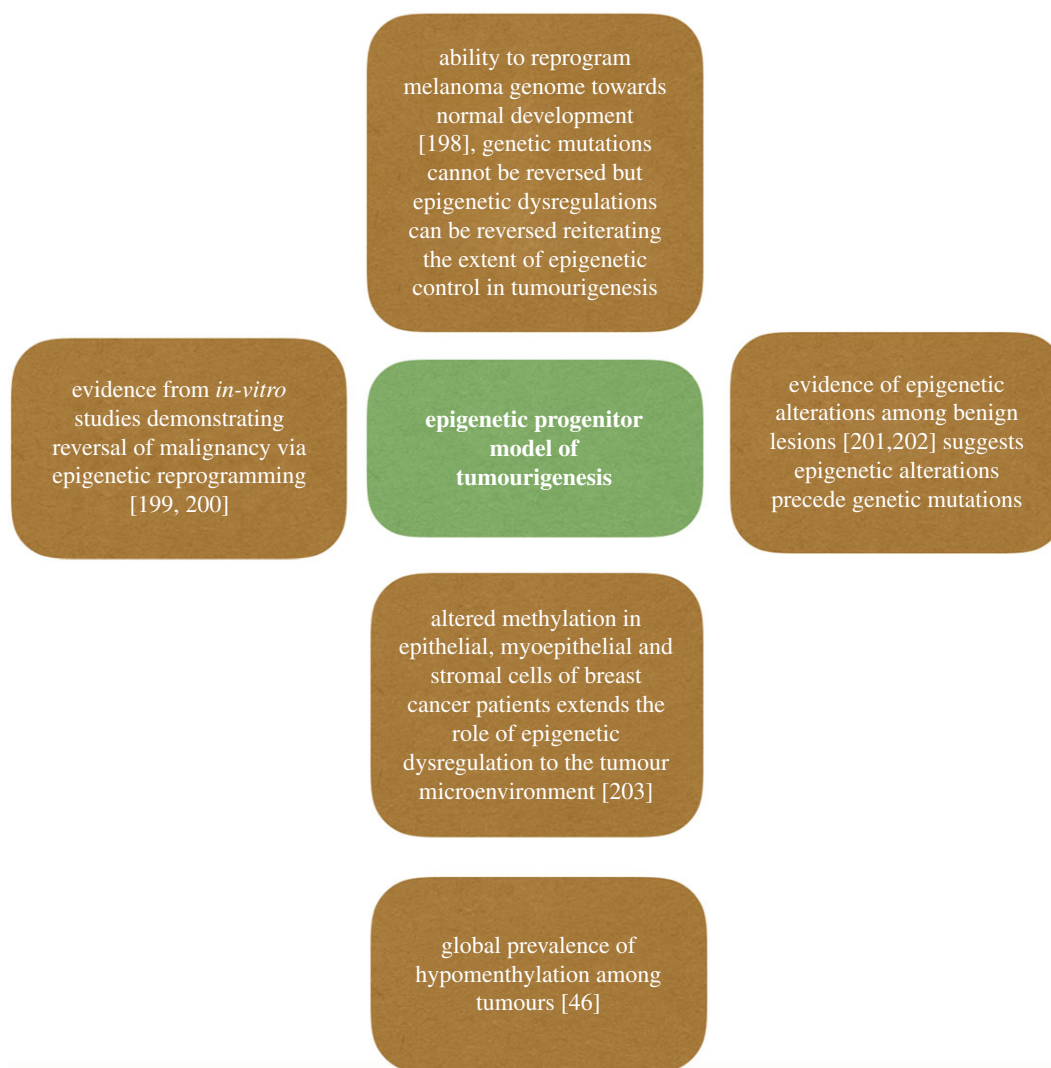 ability to reprogram
melanoma genome towards
normal development
[198], genetic mutations
cannot be reversed but
epigenetic dysregulations
can be reversed reiterating
the extent of epigenetic
control in tumourigenesis
evidence from in-vitro
studies demonstrating
reversal of malignancy via
epigenetic reprogramming
[199, 200]
epigenetic progenitor
model of
tumourigenesis
evidence of epigenetic
alterations among benign
lesions [201,202] suggests
epigenetic alterations
precede genetic mutations
altered methylation in
epithelial, myoepithelial and
stromal cells of breast
cancer patients extends the
role of epigenetic
dysregulation to the tumour
microenvironment [203]
global prevalence of
hypomenthylation among
tumours [46]